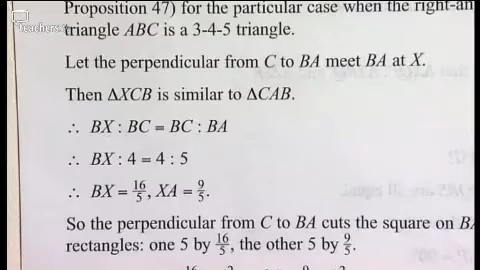 Proposition 47) for the particular case when the right-an
teachers
triangle ABC is a 3-4-5 triangle.
Let the perpendicular from C to BA meet BA at X.
Then ΔXCB is similar to ΔCAB.
∴ BX : BC = BC : BA
∴ BX : 4 = 4 : 5
∴ BX = 16/5, XA = 9/5.
So the perpendicular from C to BA cuts the square on BA
rectangles: one 5 by 16/5, the other 5 by 9/5.